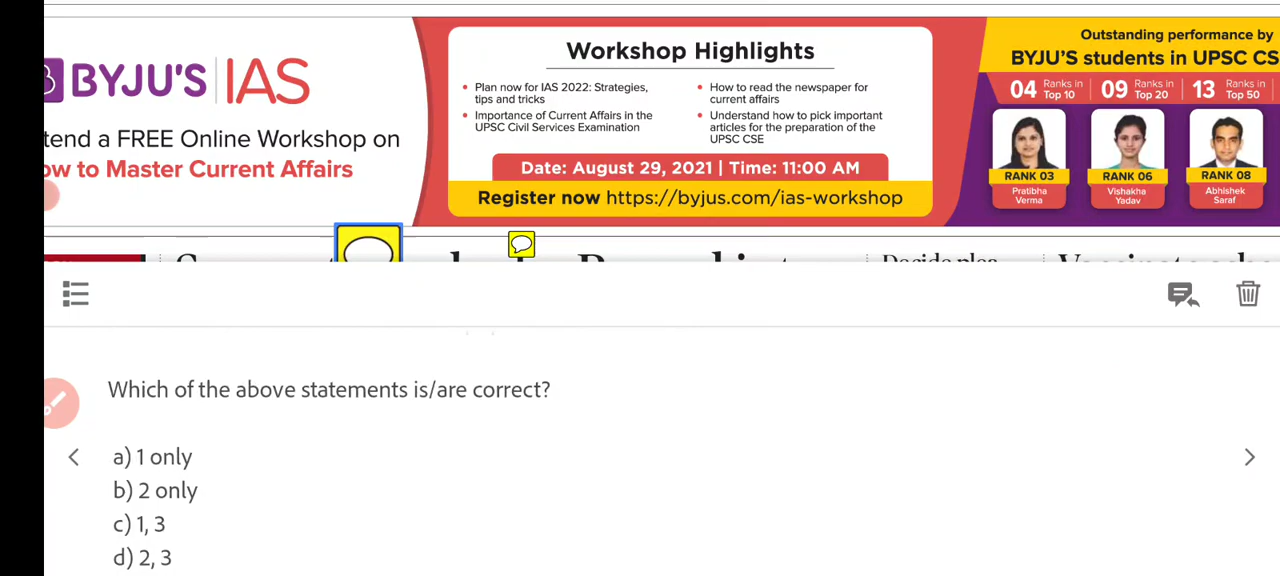 BYJU'S IAS
tend a FREE Online Workshop on
ow to Master Current Affairs
Workshop Highlights
• Plan now for IAS 2022: Strategies,
tips and tricks
• Importance of Current Affairs in the
UPSC Civil Services Examination
• How to read the newspaper for
current affairs
• Understand how to pick important
articles for the preparation of the
UPSC CSE
Date: August 29, 2021 | Time: 11:00 AM
Register now https://byjus.com/ias-workshop
Outstanding performance by
BYJU'S students in UPSC CS
04 Ranks in Top 10 | 09 Ranks in Top 20 | 13 Ranks in Top 50
RANK 03
Pratibha
Verma
RANK 06
Vishakha
Yadav
RANK 08
Abhishek
Saraf
Decide plea
Which of the above statements is/are correct?
a) 1 only
b) 2 only
c) 1, 3
d) 2, 3